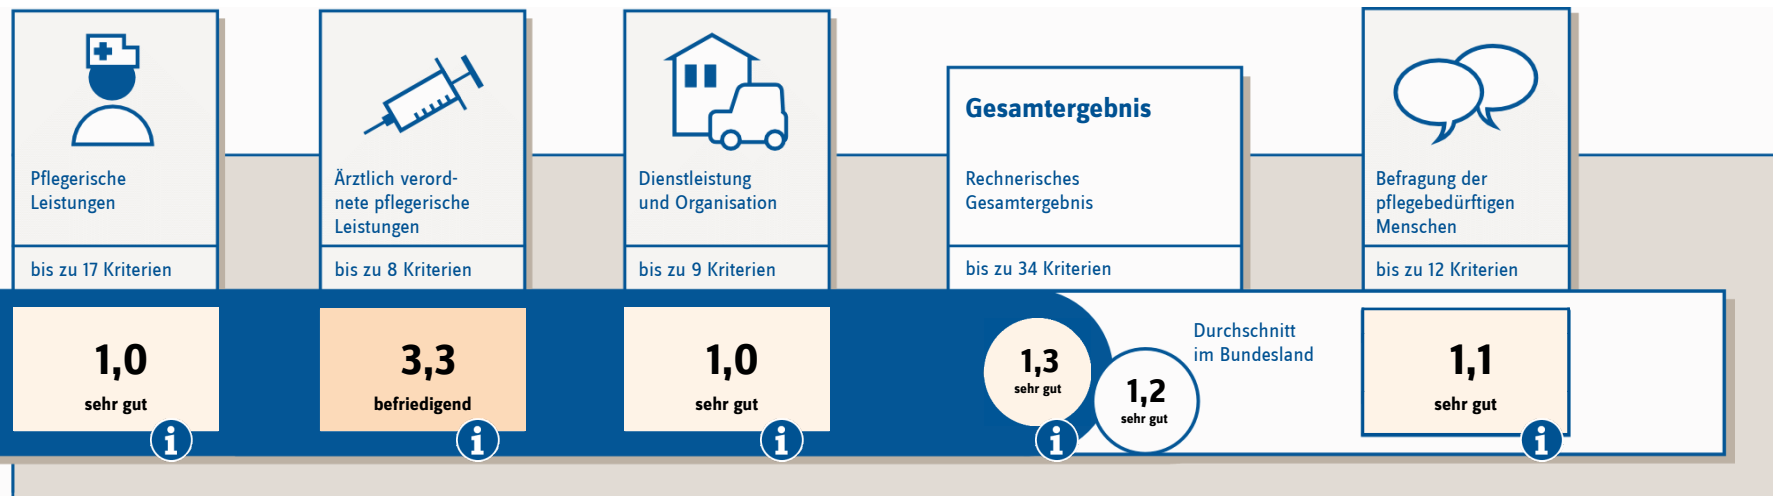 Pflegerische
Leistungen
bis zu 17 Kriterien
1,0
sehr gut
i
Ärztlich verord-
nete pflegerische
Leistungen
bis zu 8 Kriterien
3,3
befriedigend
i
Dienstleistung
und Organisation
bis zu 9 Kriterien
1,0
sehr gut
i
Gesamtergebnis
Rechnerisches
Gesamtergebnis
bis zu 34 Kriterien
1,3
sehr gut
i
1,2
sehr gut
Durchschnitt
im Bundesland
Befragung der
pflegebedürftigen
Menschen
bis zu 12 Kriterien
1,1
sehr gut
i